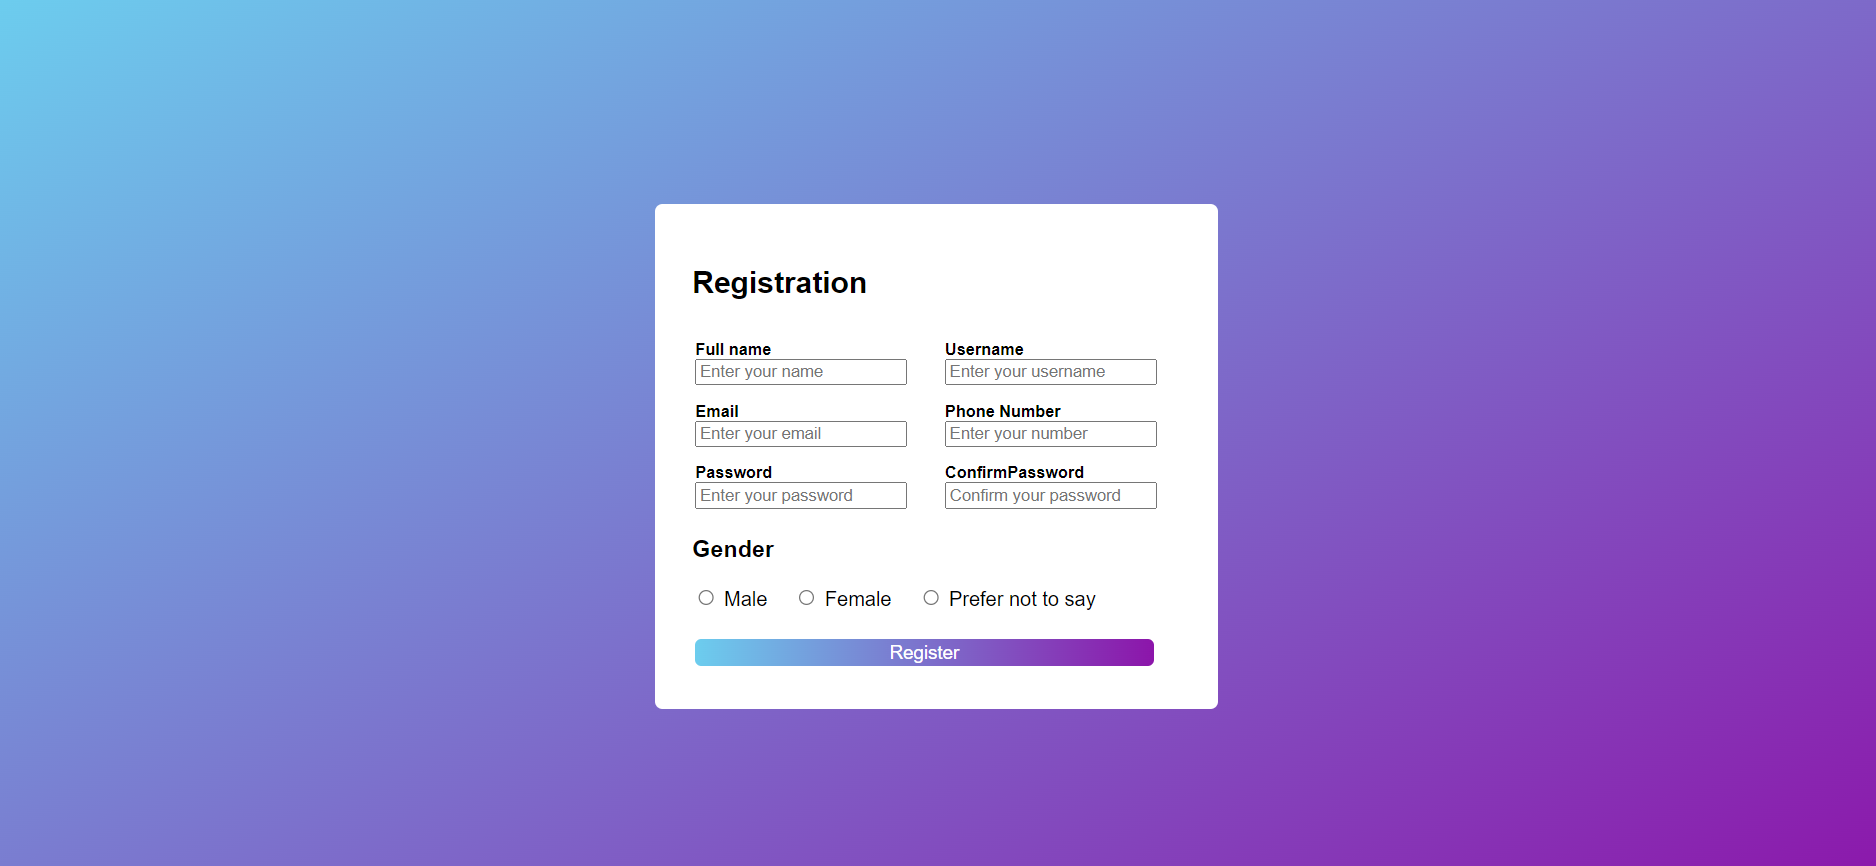 Registration
Full name Username
Enter your name Enter your username
Email Phone Number
Enter your email Enter your number
Password ConfirmPassword
Enter your password Confirm your password
Gender
Male Female Prefer not to say
Register